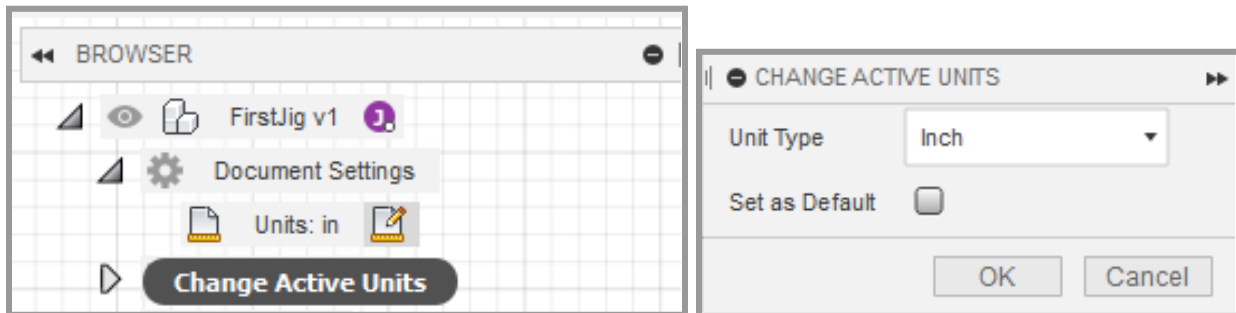 BROWSER
FirstJig v1 J
Document Settings
Units: in
Change Active Units
CHANGE ACTIVE UNITS
Unit Type Inch
Set as Default
OK Cancel